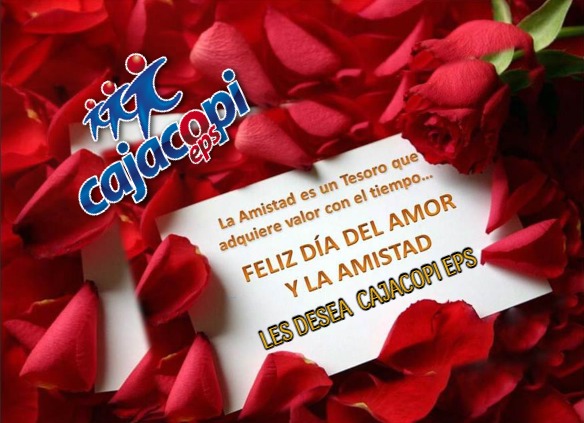 cajacopi
eps
La Amistad es un Tesoro que
adquiere valor con el tiempo...
FELIZ DÍA DEL AMOR
Y LA AMISTAD
LES DESEA CAJACOPI EPS